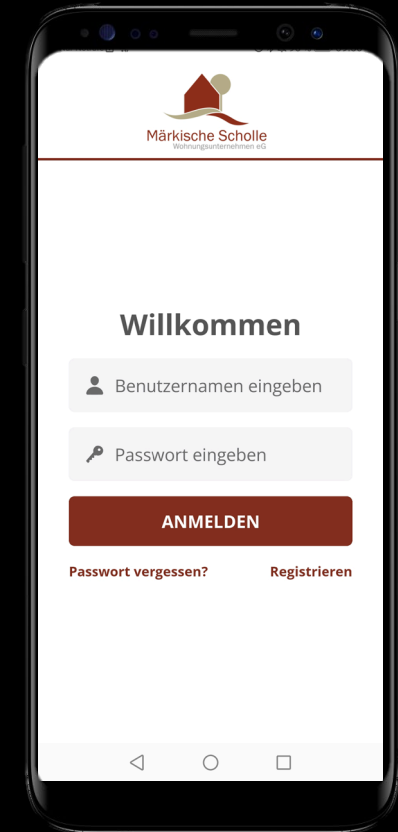 Märkische Scholle
Wohnungsunternehmen eG
Willkommen
Benutzernamen eingeben
Passwort eingeben
ANMELDEN
Passwort vergessen? Registrieren